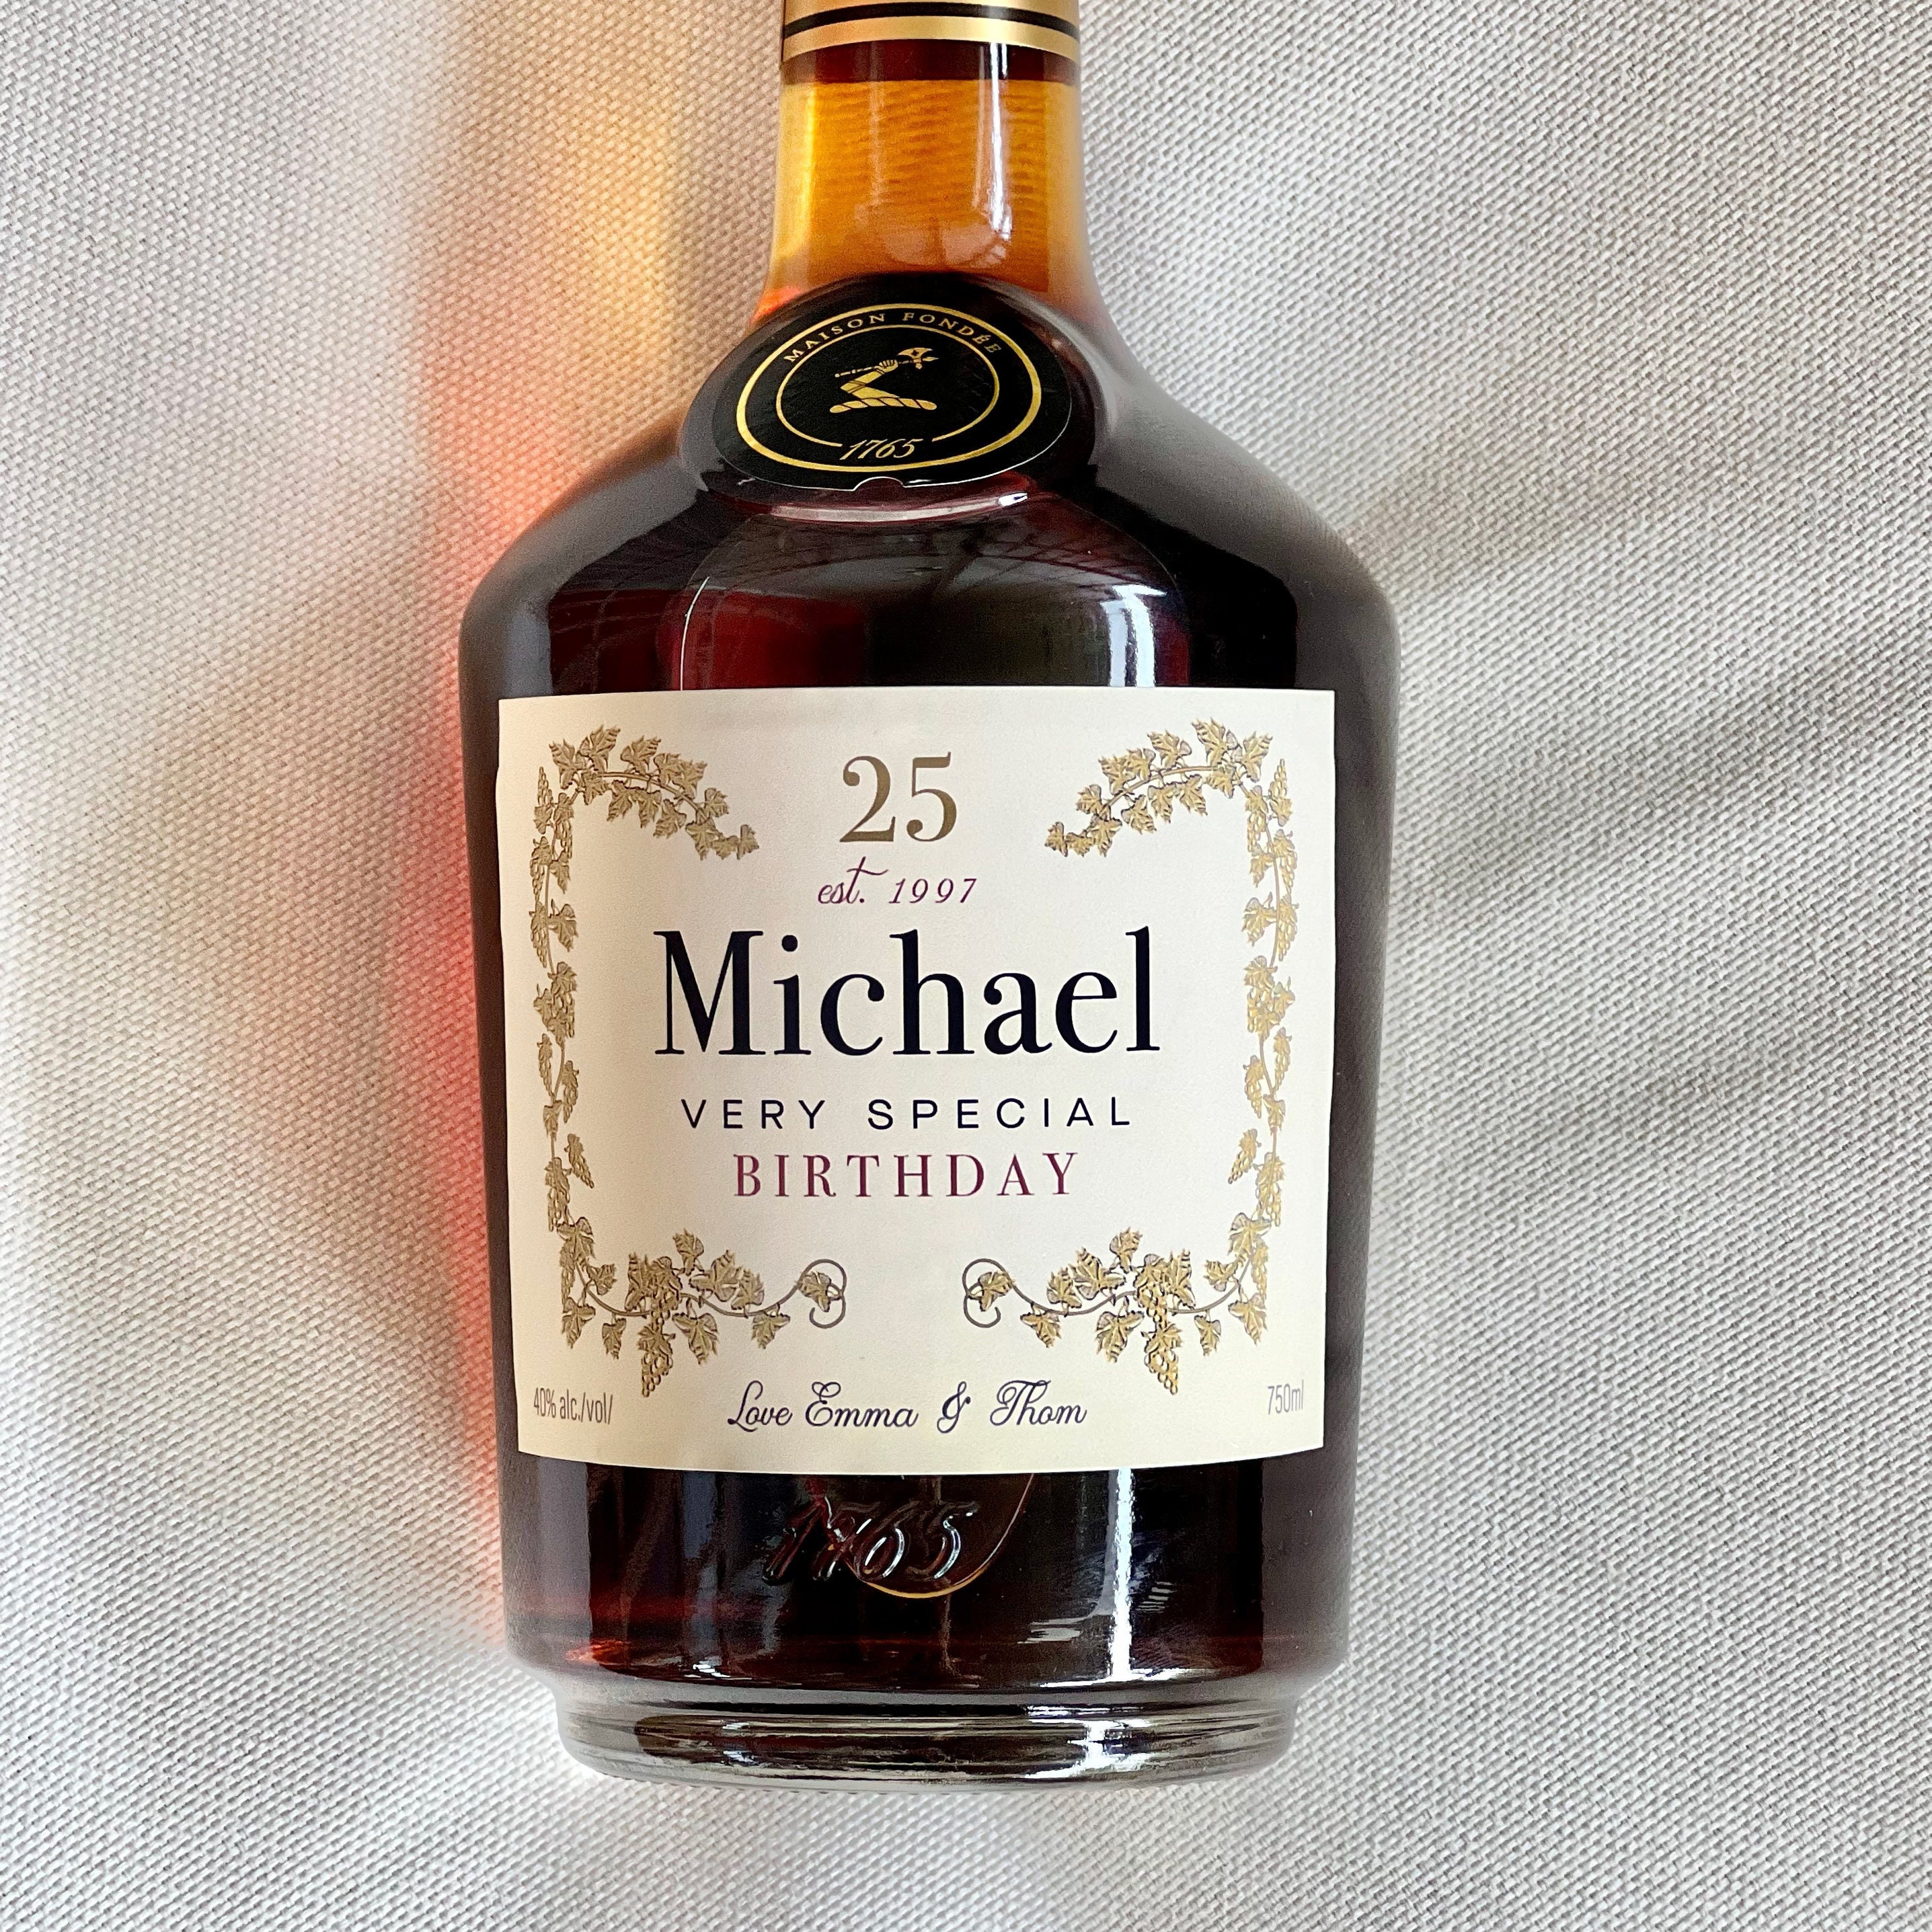 MAISON FONDÉE
1765
25
est. 1997
Michael
VERY SPECIAL
BIRTHDAY
40% alc./vol/
Love Emma & Thom
750ml
1765